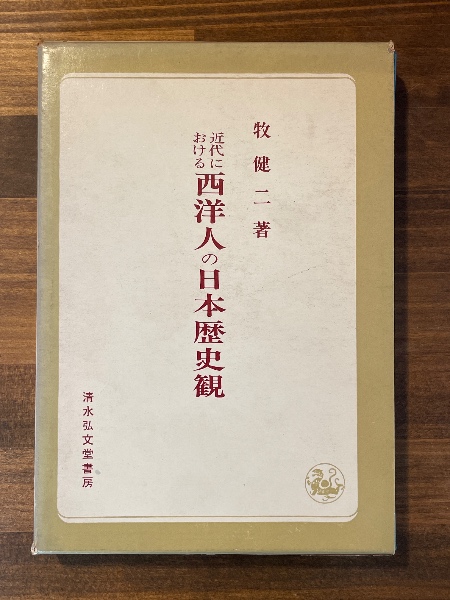 牧健二著
近代における
西洋人の日本歴史観
清水弘文堂書房